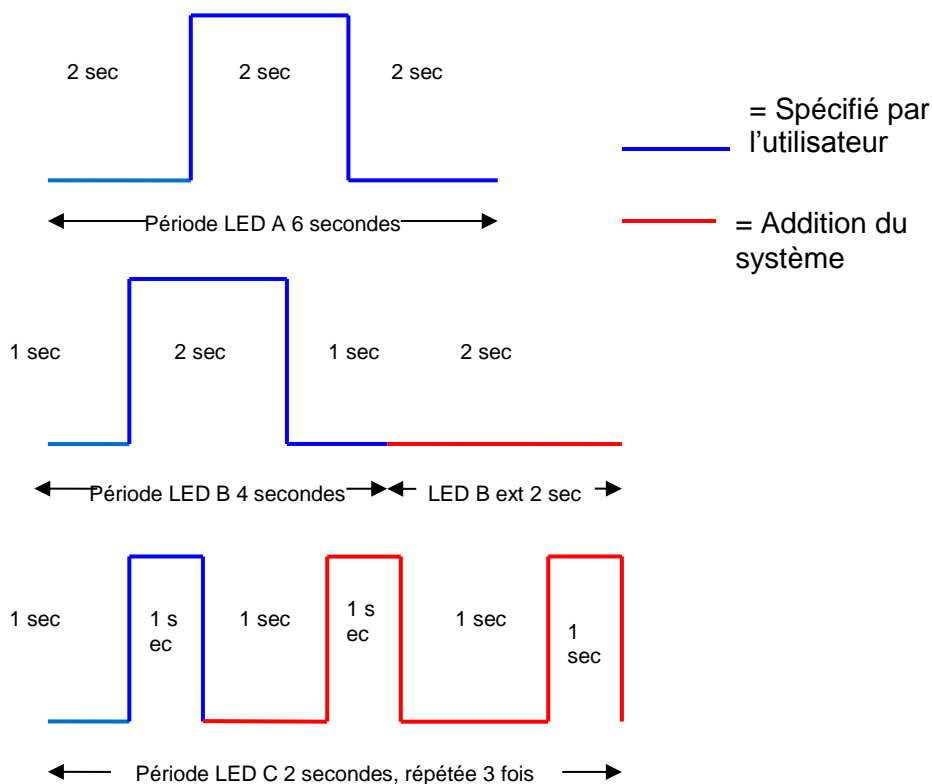 2 sec
2 sec
2 sec
= Spécifié par
l’utilisateur
Période LED A 6 secondes
= Addition du
système
1 sec
2 sec
1 sec
2 sec
Période LED B 4 secondes
LED B ext 2 sec
1 sec
1 s
ec
1 sec
1 s
ec
1 sec
1
sec
Période LED C 2 secondes, répétée 3 fois